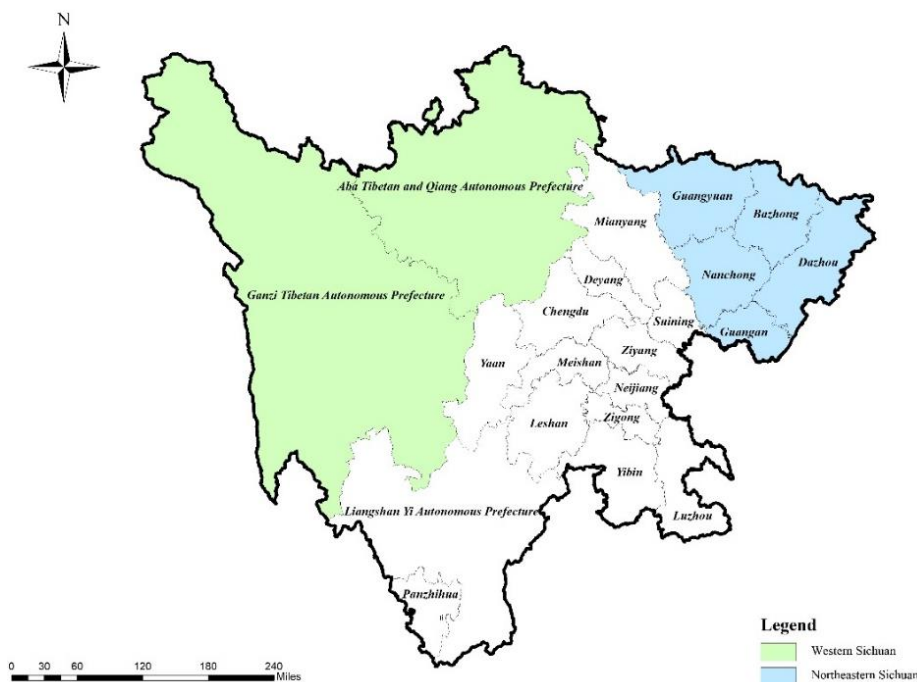 N
Aba Tibetan and Qiang Autonomous Prefecture
Guangyuan
Bazhong
Mianyang
Dazhou
Nanchong
Deyang
Ganzi Tibetan Autonomous Prefecture
Chengdu
Suining
Guangan
Yaan
Meishan
Ziyang
Neijiang
Leshan
Zigong
Yibin
Liangshan Yi Autonomous Prefecture
Luzhou
Panzhihua
Legend
Western Sichuan
Northeastern Sichuan
0 30 60 120 180 240
Miles